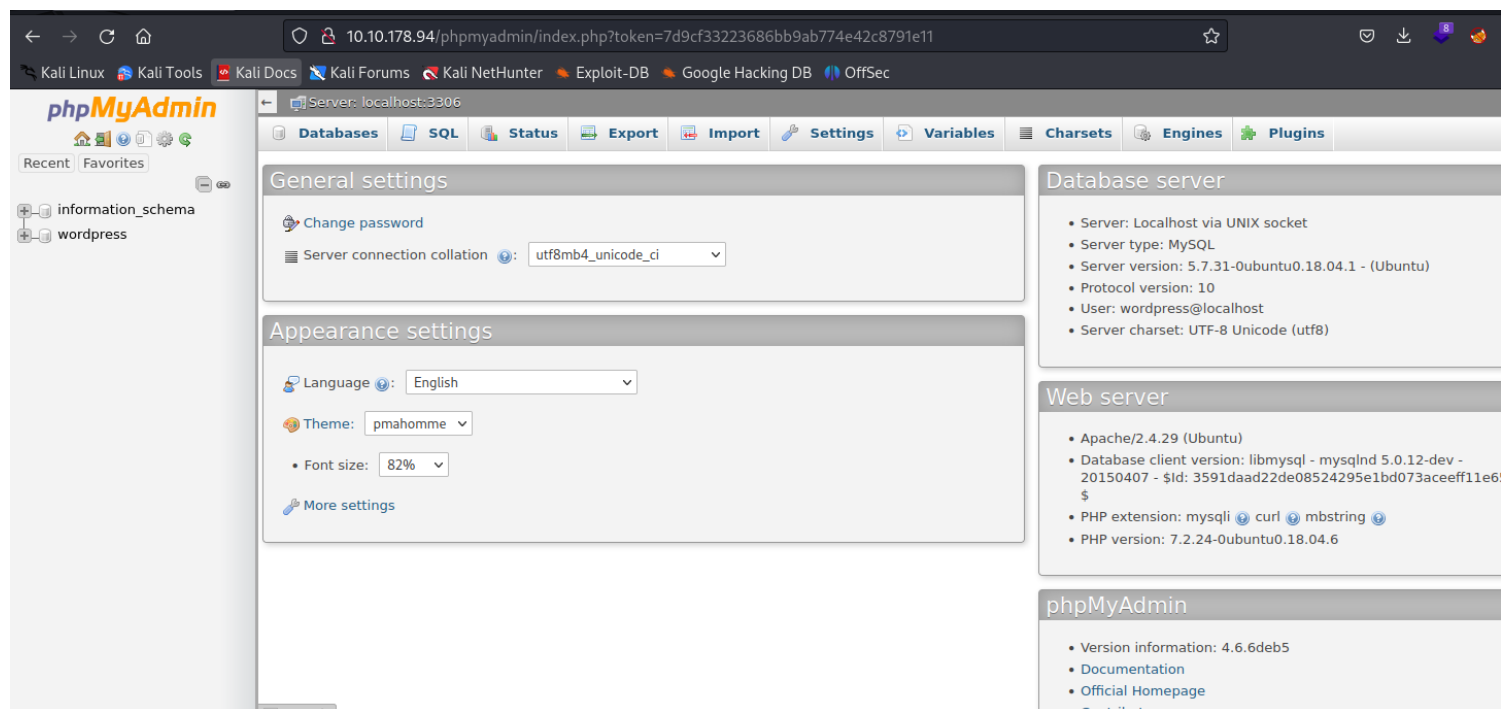 10.10.178.94/phpmyadmin/index.php?token=7d9cf33223686bb9ab774e42c8791e11
8
Kali Linux Kali Tools Kali Docs Kali Forums Kali NetHunter Exploit-DB Google Hacking DB OffSec
phpMyAdmin
Recent Favorites
information_schema
wordpress
Server: localhost:3306
Databases SQL Status Export Import Settings Variables Charsets Engines Plugins
General settings
Change password
Server connection collation : utf8mb4_unicode_ci
Appearance settings
Language : English
Theme: pmahomme
• Font size: 82%
More settings
Database server
• Server: Localhost via UNIX socket
• Server type: MySQL
• Server version: 5.7.31-0ubuntu0.18.04.1 - (Ubuntu)
• Protocol version: 10
• User: wordpress@localhost
• Server charset: UTF-8 Unicode (utf8)
Web server
• Apache/2.4.29 (Ubuntu)
• Database client version: libmysql - mysqlnd 5.0.12-dev -
20150407 - $Id: 3591daad22de08524295e1bd073aceeff11e6
$
• PHP extension: mysqli curl mbstring
• PHP version: 7.2.24-0ubuntu0.18.04.6
phpMyAdmin
• Version information: 4.6.6deb5
• Documentation
• Official Homepage